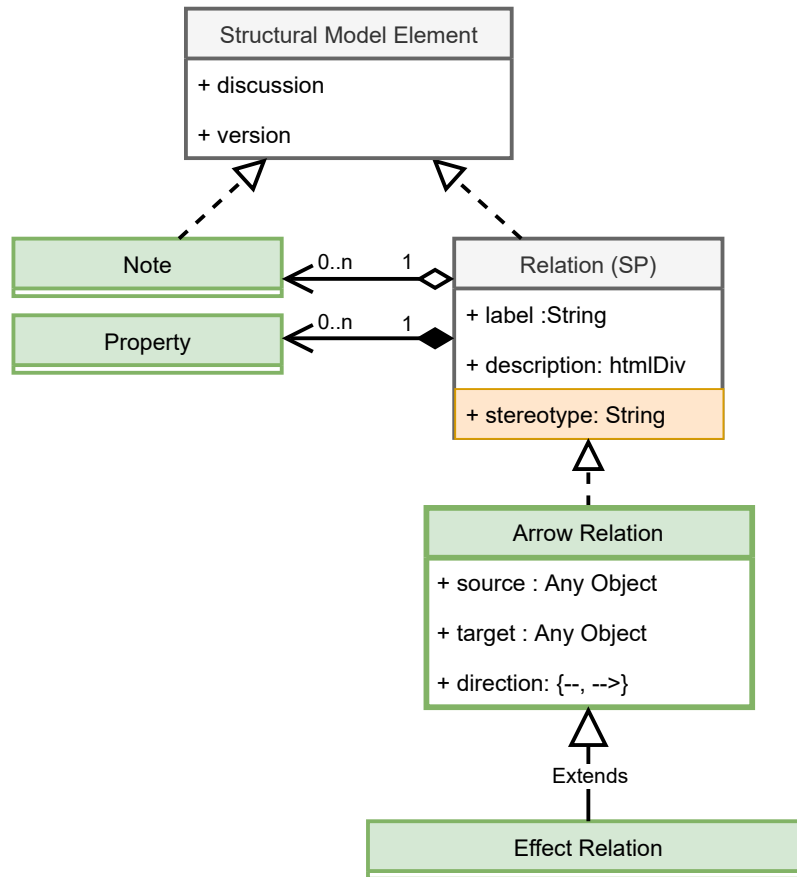 Structural Model Element
+ discussion
+ version
Note
0..n
1
Relation (SP)
+ label :String
Property
0..n
1
+ description: htmlDiv
+ stereotype: String
Arrow Relation
+ source : Any Object
+ target : Any Object
+ direction: {--, -->}
Extends
Effect Relation